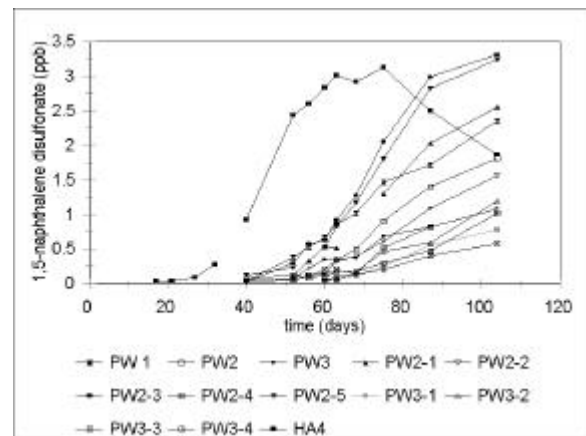 1,5-naphthalene disulfonate (ppb)
3.5
3
2.5
2
1.5
1
0.5
0
0 20 40 60 80 100 120
time (days)
PW 1 PW2 PW3 PW2-1 PW2-2
PW2-3 PW2-4 PW2-5 PW3-1 PW3-2
PW3-3 PW3-4 HA4